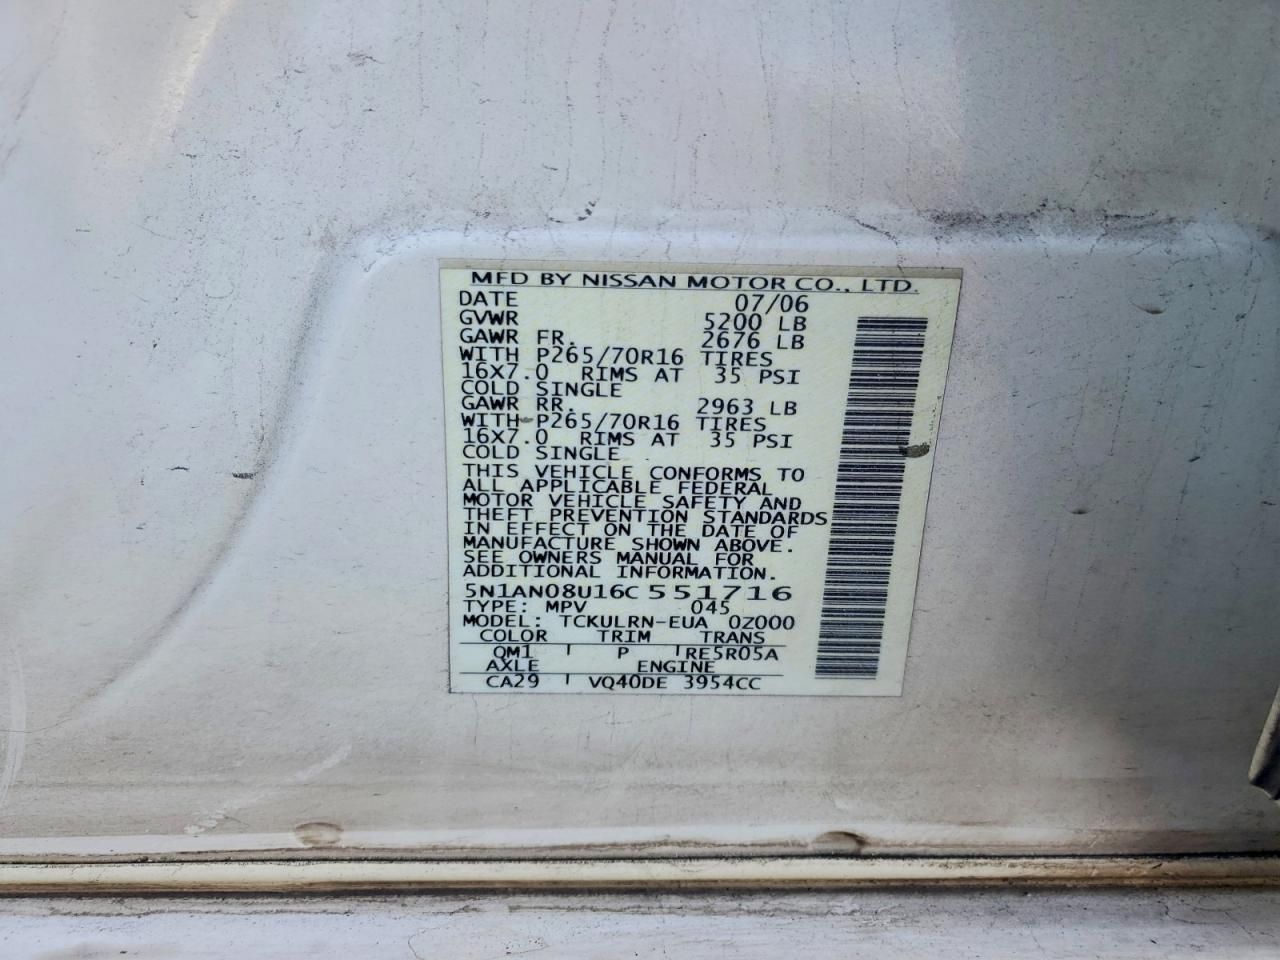 MFD BY NISSAN MOTOR CO., LTD.
DATE 07/06
GVWR 5200 LB
GAWR FR. 2676 LB
WITH P265/70R16 TIRES
16X7.0 RIMS AT 35 PSI
COLD SINGLE
GAWR RR. 2963 LB
WITH P265/70R16 TIRES
16X7.0 RIMS AT 35 PSI
COLD SINGLE
THIS VEHICLE CONFORMS TO
ALL APPLICABLE FEDERAL
MOTOR VEHICLE SAFETY AND
THEFT PREVENTION STANDARDS
IN EFFECT ON THE DATE OF
MANUFACTURE SHOWN ABOVE.
SEE OWNERS MANUAL FOR
ADDITIONAL INFORMATION.
5N1AN08U16C551716
TYPE: MPV 045
MODEL: TCKULRN-EUA 0Z000
COLOR TRIM TRANS
QM1 P RE5R05A
AXLE ENGINE
CA29 VQ40DE 3954CC